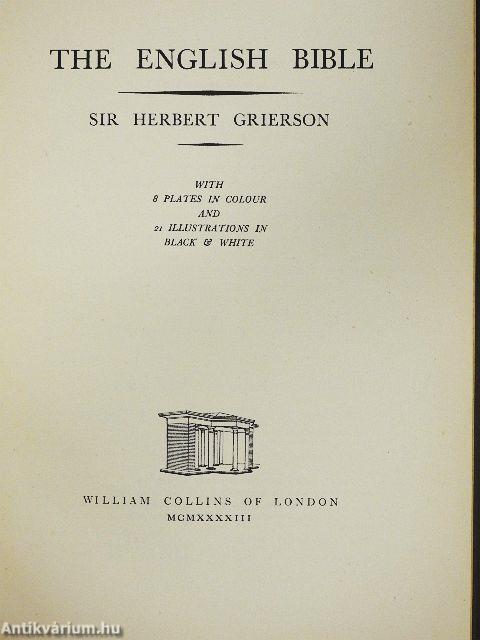 THE ENGLISH BIBLE
SIR HERBERT GRIERSON
WITH
8 PLATES IN COLOUR
AND
21 ILLUSTRATIONS IN
BLACK & WHITE
WILLIAM COLLINS OF LONDON
MCMXXXXIII
Antikvárium.hu